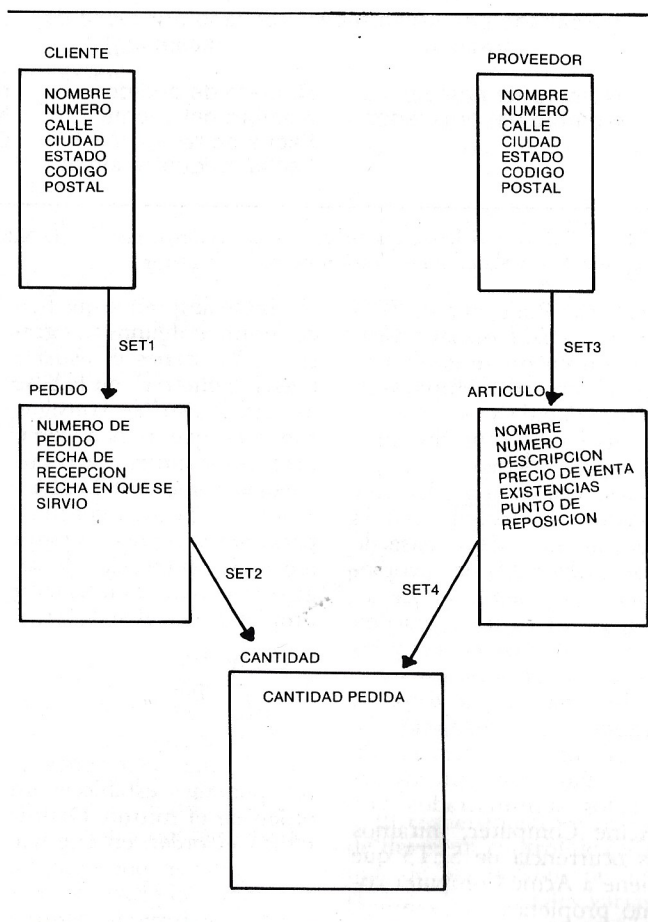 CLIENTE
NOMBRE
NUMERO
CALLE
CIUDAD
ESTADO
CODIGO
POSTAL
PROVEEDOR
NOMBRE
NUMERO
CALLE
CIUDAD
ESTADO
CODIGO
POSTAL
SET1
SET3
PEDIDO
NUMERO DE
PEDIDO
FECHA DE
RECEPCION
FECHA EN QUE SE
SIRVIO
ARTICULO
NOMBRE
NUMERO
DESCRIPCION
PRECIO DE VENTA
EXISTENCIAS
PUNTO DE
REPOSICION
SET2
SET4
CANTIDAD
CANTIDAD PEDIDA